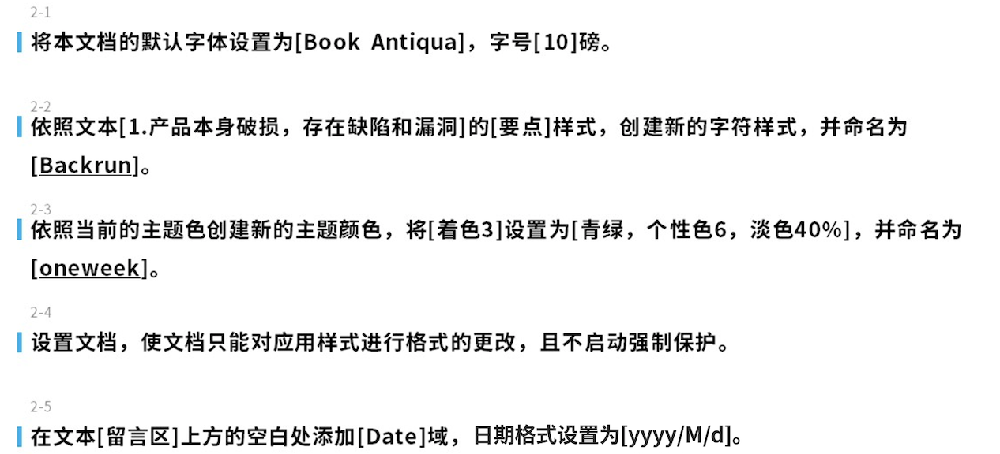 2-1
将本文档的默认字体设置为[Book Antiqua]，字号[10]磅。
2-2
依照文本[1.产品本身破损，存在缺陷和漏洞]的[要点]样式，创建新的字符样式，并命名为
[Backrun]。
2-3
依照当前的主题色创建新的主题颜色，将[着色3]设置为[青绿，个性色6，淡色40%]，并命名为
[oneweek]。
2-4
设置文档，使文档只能对应用样式进行格式的更改，且不启动强制保护。
2-5
在文本[留言区]上方的空白处添加[Date]域，日期格式设置为[yyyy/M/d]。